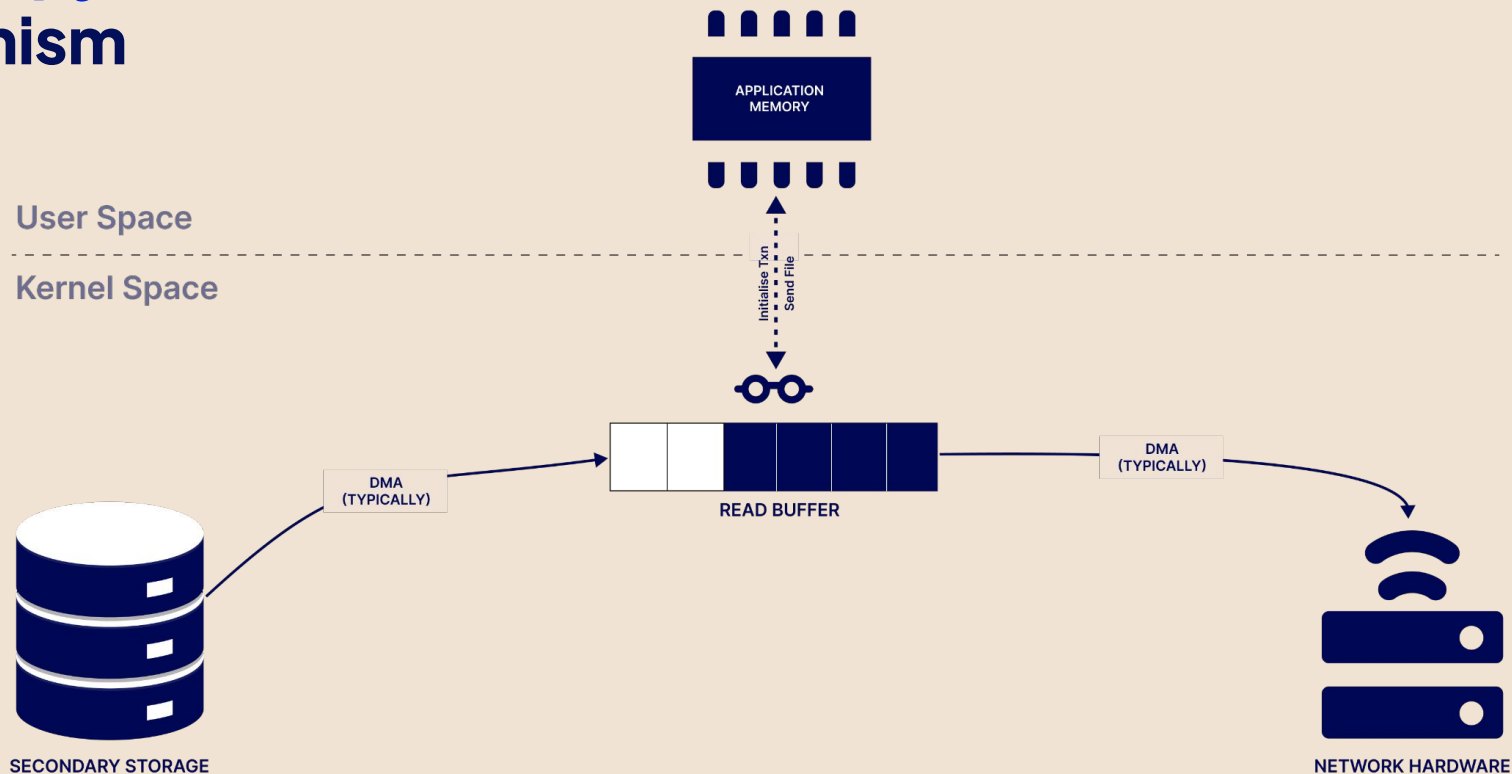 nism
APPLICATION
MEMORY
User Space
Kernel Space
Initialise Txn
Send File
DMA
(TYPICALLY)
DMA
(TYPICALLY)
READ BUFFER
SECONDARY STORAGE
NETWORK HARDWARE